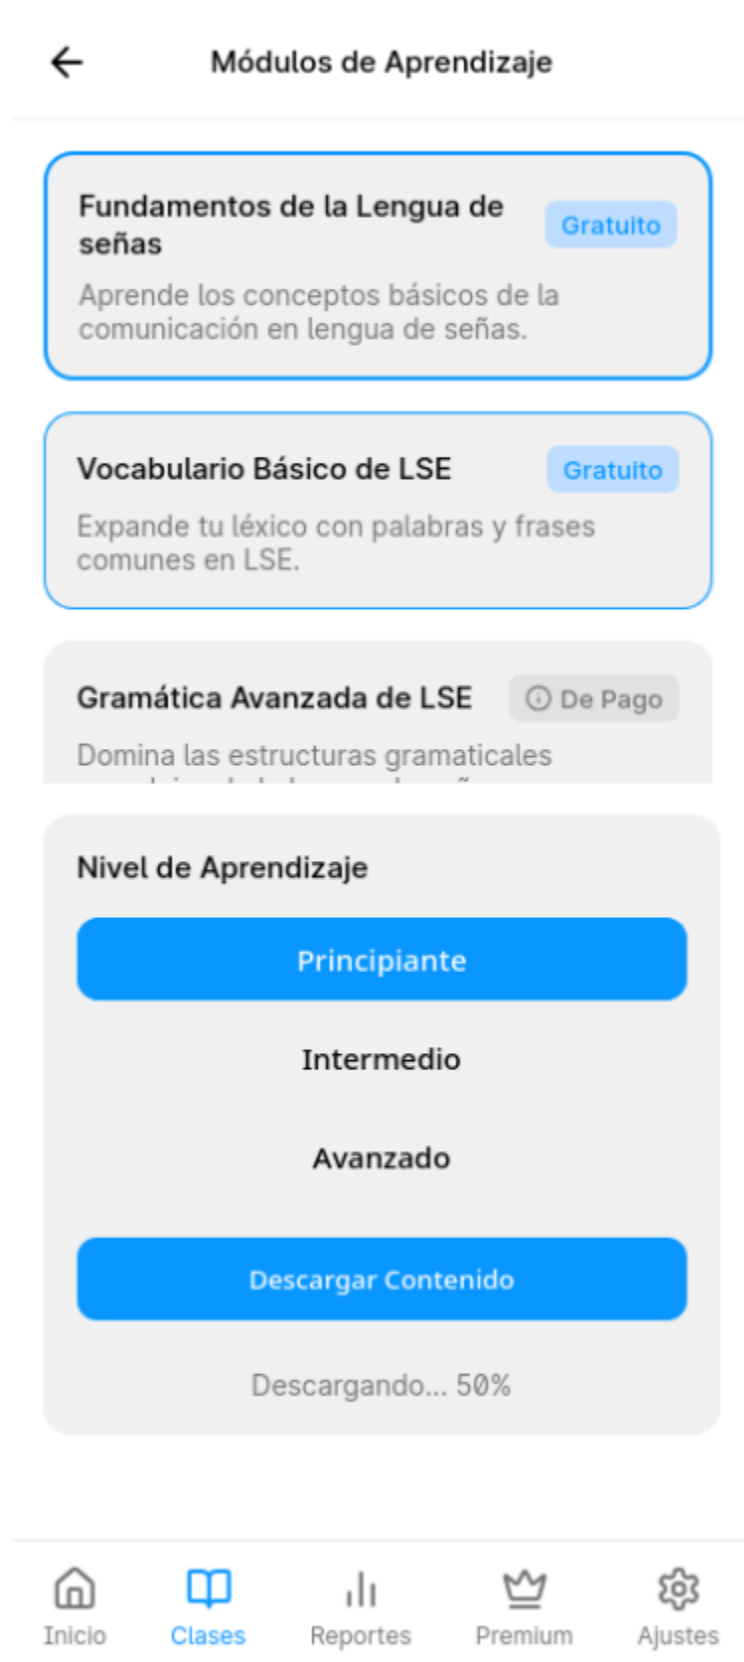 Módulos de Aprendizaje
Fundamentos de la Lengua de
señas
Gratuito
Aprende los conceptos básicos de la
comunicación en lengua de señas.
Vocabulario Básico de LSE
Gratuito
Expande tu léxico con palabras y frases
comunes en LSE.
Gramática Avanzada de LSE
De Pago
Domina las estructuras gramaticales
Nivel de Aprendizaje
Principiante
Intermedio
Avanzado
Descargar Contenido
Descargando... 50%
Inicio
Clases
Reportes
Premium
Ajustes